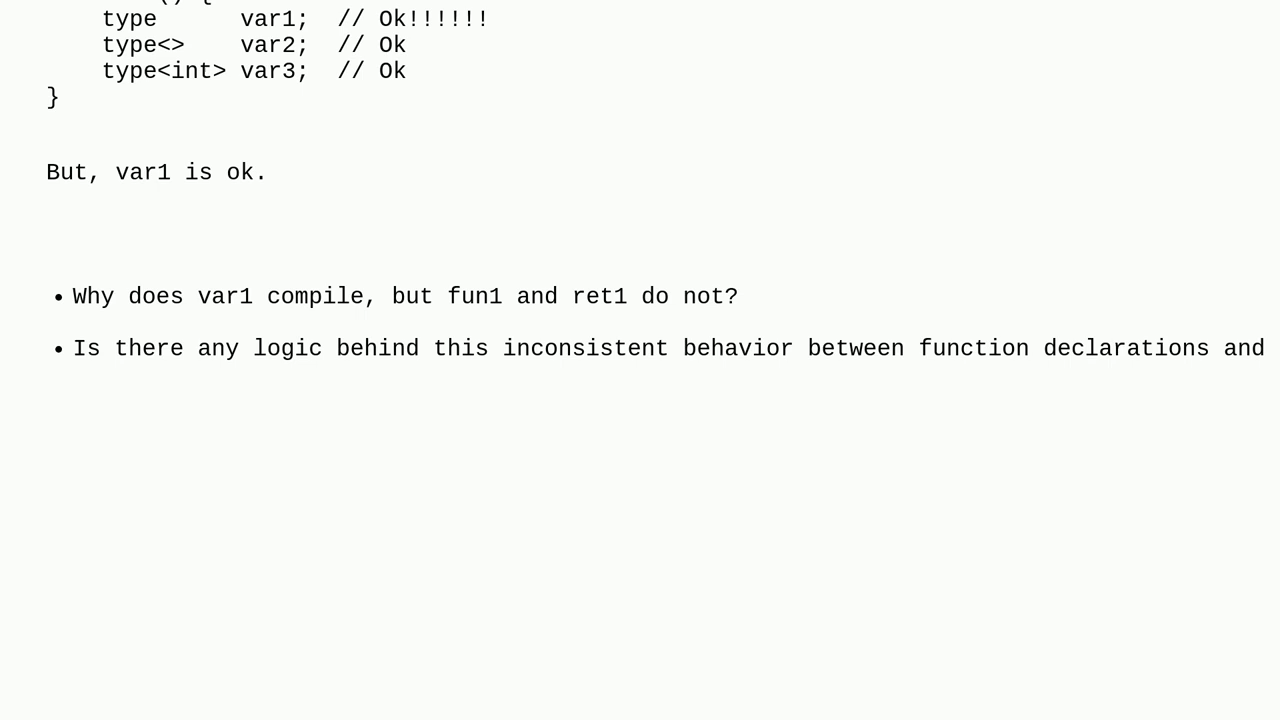 () {
    type      var1;  // Ok!!!!!!
    type<>    var2;  // Ok
    type<int> var3;  // Ok
}
But, var1 is ok.
• Why does var1 compile, but fun1 and ret1 do not?
• Is there any logic behind this inconsistent behavior between function declarations and